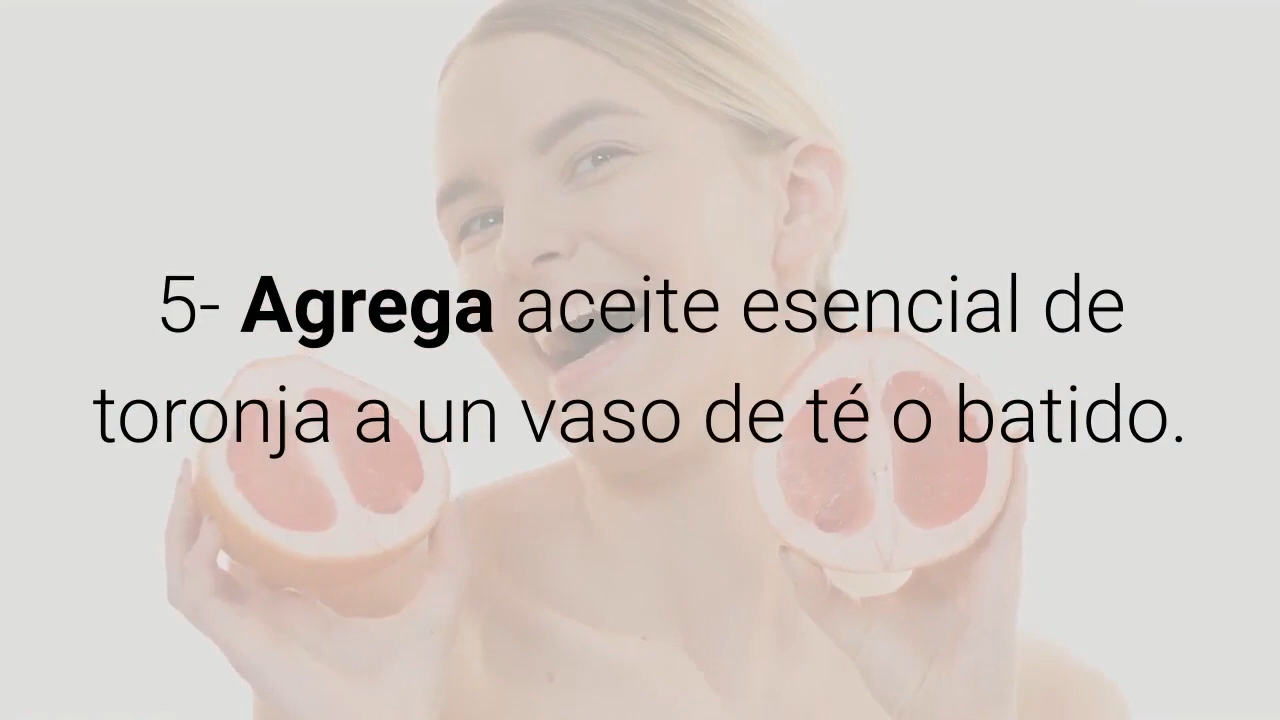 5- Agrega aceite esencial de
toronja a un vaso de té o batido.